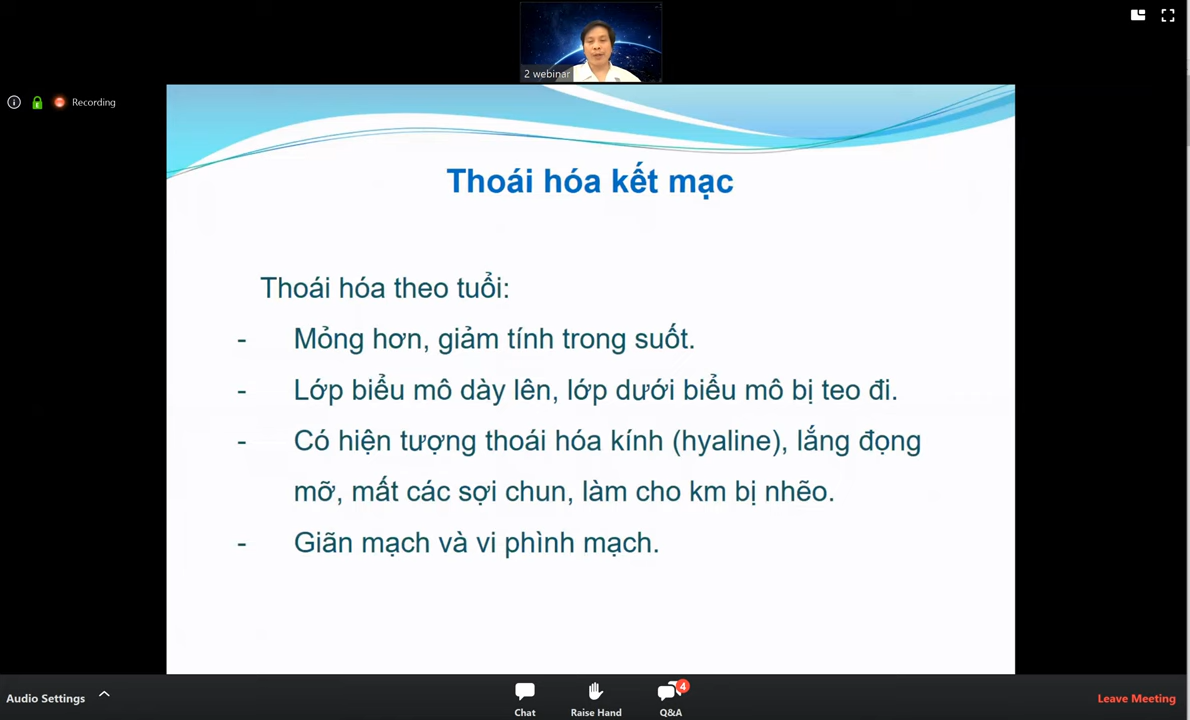 2 webinar
Recording
Thoái hóa kết mạc
Thoái hóa theo tuổi:
- Mỏng hơn, giảm tính trong suốt.
- Lớp biểu mô dày lên, lớp dưới biểu mô bị teo đi.
- Có hiện tượng thoái hóa kính (hyaline), lắng đọng
mỡ, mất các sợi chun, làm cho km bị nhẽo.
- Giãn mạch và vi phình mạch.
4
Audio Settings
Chat
Raise Hand
Q&A
Leave Meeting